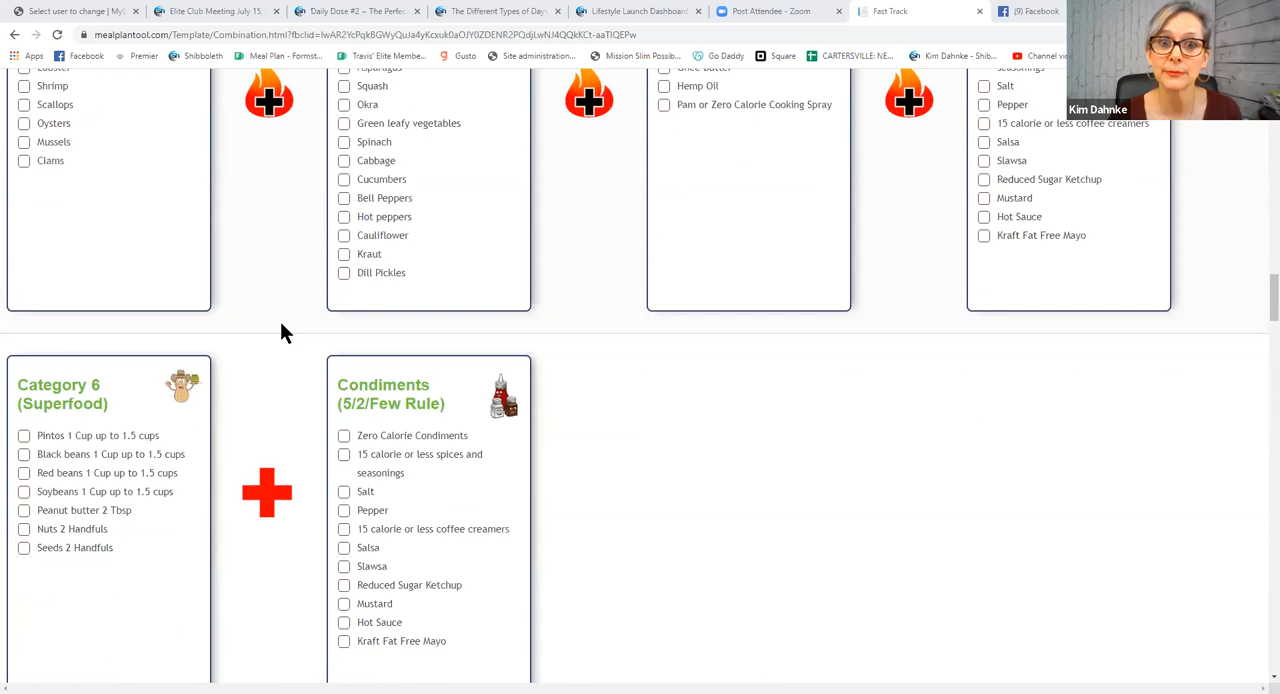 Select user to change | MyS
Elite Club Meeting July 15,
Daily Dose #2 ~ The Perfe
The Different Types of Days
Lifestyle Launch Dashboard
Post Attendee - Zoom
Fast Track
(9) Facebook
mealplantool.com/Template/Combination.html?fbclid=
Apps
Facebook
Premier
Shibboleth
Meal Plan - Formst...
Travis' Elite Membe...
Gusto
Site administration...
Mission Slim Possib...
Go Daddy
Square
CARTERSVILLE: NE...
Kim Dahnke - Shib...
Channel v
Kim Dahnke
Lobster
Shrimp
Scallops
Oysters
Mussels
Clams
Asparagus
Squash
Okra
Green leafy vegetables
Spinach
Cabbage
Cucumbers
Bell Peppers
Hot peppers
Cauliflower
Kraut
Dill Pickles
Ghee Butter
Hemp Oil
Pam or Zero Calorie Cooking Spray
seasonings
Salt
Pepper
15 calorie or less coffee creamers
Salsa
Slawsa
Reduced Sugar Ketchup
Mustard
Hot Sauce
Kraft Fat Free Mayo
Category 6
(Superfood)
Pintos 1 Cup up to 1.5 cups
Black beans 1 Cup up to 1.5 cups
Red beans 1 Cup up to 1.5 cups
Soybeans 1 Cup up to 1.5 cups
Peanut butter 2 Tbsp
Nuts 2 Handfuls
Seeds 2 Handfuls
Condiments
(5/2/Few Rule)
Zero Calorie Condiments
15 calorie or less spices and
seasonings
Salt
Pepper
15 calorie or less coffee creamers
Salsa
Slawsa
Reduced Sugar Ketchup
Mustard
Hot Sauce
Kraft Fat Free Mayo